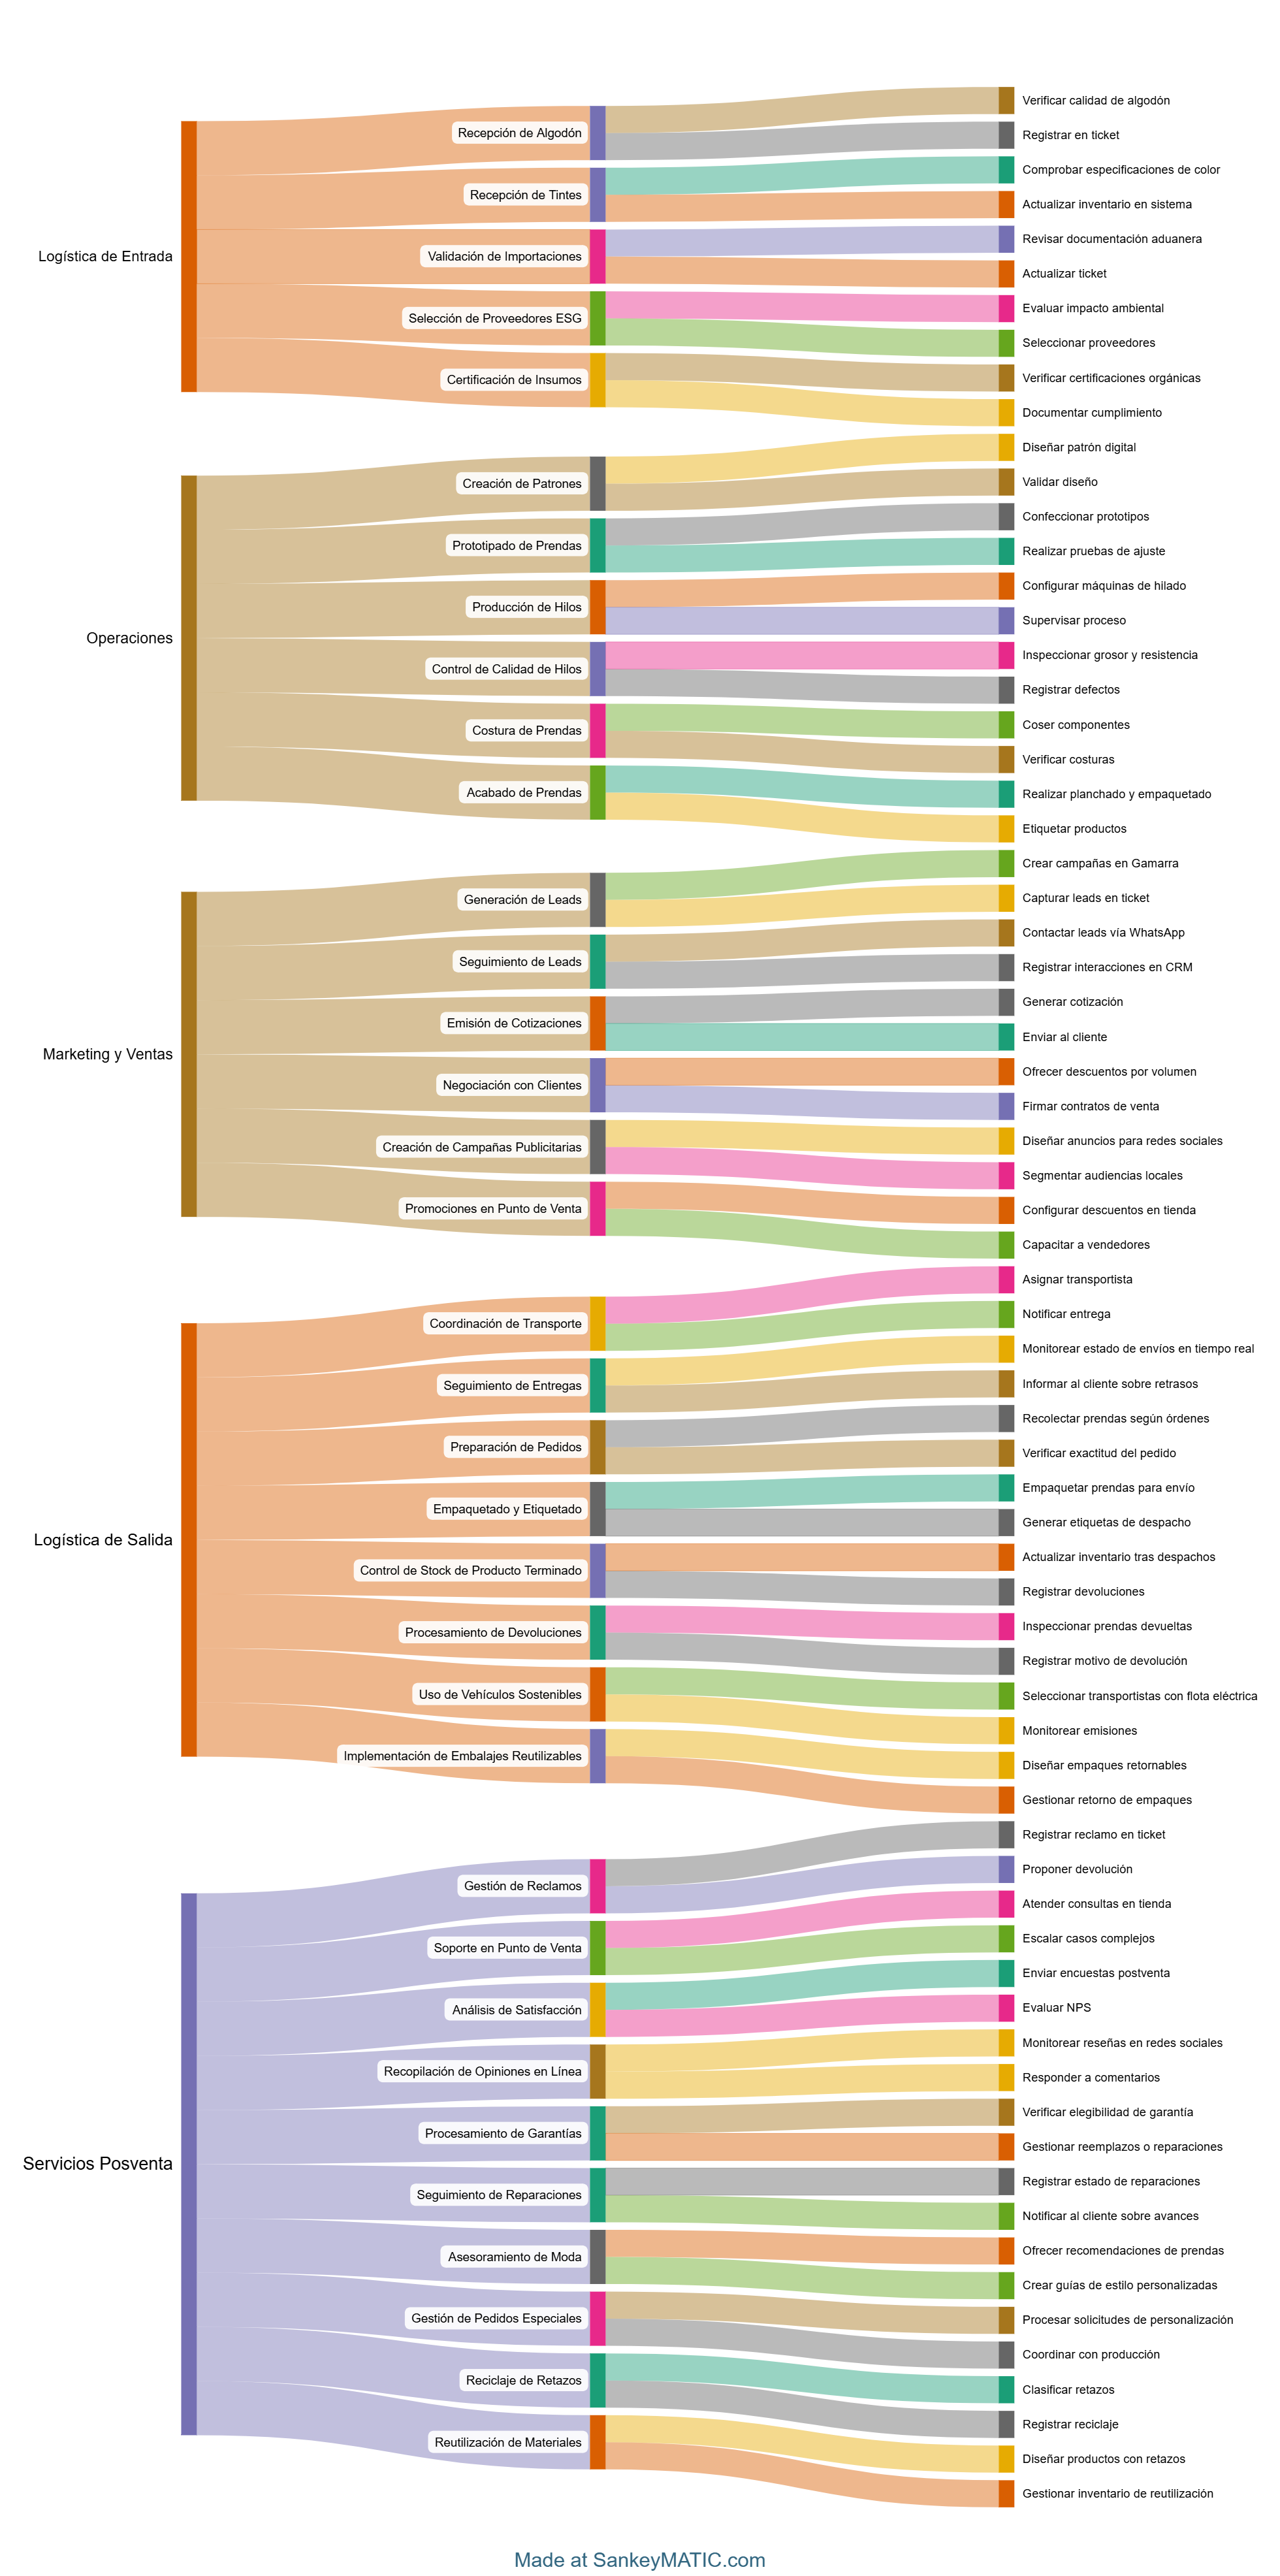 Logística de Entrada
Recepción de Algodón
Verificar calidad de algodón
Registrar en ticket
Recepción de Tintes
Comprobar especificaciones de color
Actualizar inventario en sistema
Validación de Importaciones
Revisar documentación aduanera
Actualizar ticket
Selección de Proveedores ESG
Evaluar impacto ambiental
Seleccionar proveedores
Certificación de Insumos
Verificar certificaciones orgánicas
Documentar cumplimiento
Operaciones
Creación de Patrones
Diseñar patrón digital
Validar diseño
Prototipado de Prendas
Confeccionar prototipos
Realizar pruebas de ajuste
Producción de Hilos
Configurar máquinas de hilado
Supervisar proceso
Control de Calidad de Hilos
Inspeccionar grosor y resistencia
Registrar defectos
Costura de Prendas
Coser componentes
Verificar costuras
Acabado de Prendas
Realizar planchado y empaquetado
Etiquetar productos
Marketing y Ventas
Generación de Leads
Crear campañas en Gamarra
Capturar leads en ticket
Seguimiento de Leads
Contactar leads vía WhatsApp
Registrar interacciones en CRM
Emisión de Cotizaciones
Generar cotización
Enviar al cliente
Negociación con Clientes
Ofrecer descuentos por volumen
Firmar contratos de venta
Creación de Campañas Publicitarias
Diseñar anuncios para redes sociales
Segmentar audiencias locales
Promociones en Punto de Venta
Configurar descuentos en tienda
Capacitar a vendedores
Logística de Salida
Coordinación de Transporte
Asignar transportista
Notificar entrega
Seguimiento de Entregas
Monitorear estado de envíos en tiempo real
Informar al cliente sobre retrasos
Preparación de Pedidos
Recolectar prendas según órdenes
Verificar exactitud del pedido
Empaquetado y Etiquetado
Empaquetar prendas para envío
Generar etiquetas de despacho
Control de Stock de Producto Terminado
Actualizar inventario tras despachos
Registrar devoluciones
Procesamiento de Devoluciones
Inspeccionar prendas devueltas
Registrar motivo de devolución
Uso de Vehículos Sostenibles
Seleccionar transportistas con flota eléctrica
Monitorear emisiones
Implementación de Embalajes Reutilizables
Diseñar empaques retornables
Gestionar retorno de empaques
Servicios Posventa
Gestión de Reclamos
Registrar reclamo en ticket
Proponer devolución
Soporte en Punto de Venta
Atender consultas en tienda
Escalar casos complejos
Análisis de Satisfacción
Enviar encuestas postventa
Evaluar NPS
Recopilación de Opiniones en Línea
Monitorear reseñas en redes sociales
Responder a comentarios
Procesamiento de Garantías
Verificar elegibilidad de garantía
Gestionar reemplazos o reparaciones
Seguimiento de Reparaciones
Registrar estado de reparaciones
Notificar al cliente sobre avances
Asesoramiento de Moda
Ofrecer recomendaciones de prendas
Crear guías de estilo personalizadas
Gestión de Pedidos Especiales
Procesar solicitudes de personalización
Coordinar con producción
Reciclaje de Retazos
Clasificar retazos
Registrar reciclaje
Reutilización de Materiales
Diseñar productos con retazos
Gestionar inventario de reutilización
Made at SankeyMATIC.com